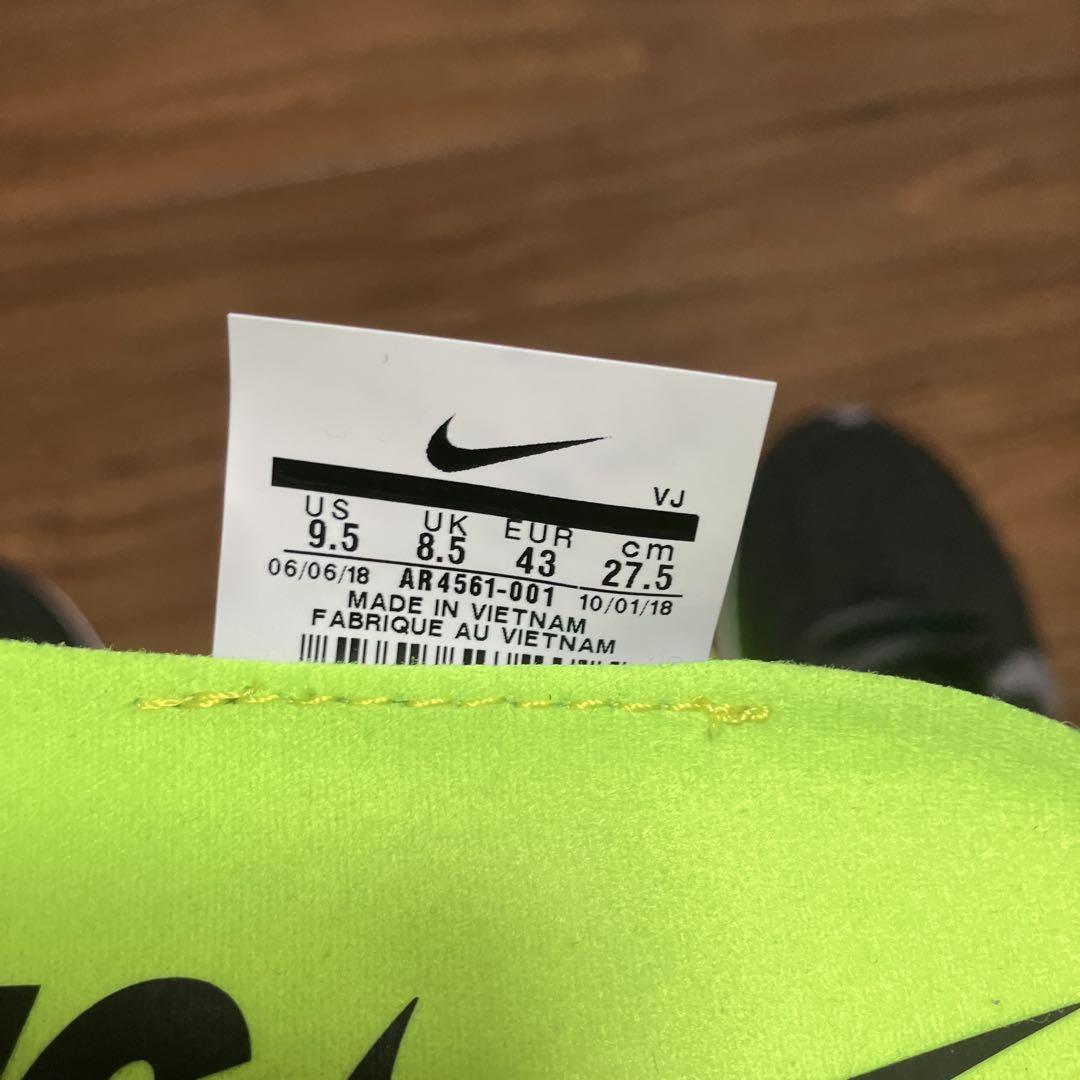 VJ
US UK EUR cm
9.5 8.5 43 27.5
06/06/18 AR4561-001 10/01/18
MADE IN VIETNAM
FABRIQUE AU VIETNAM